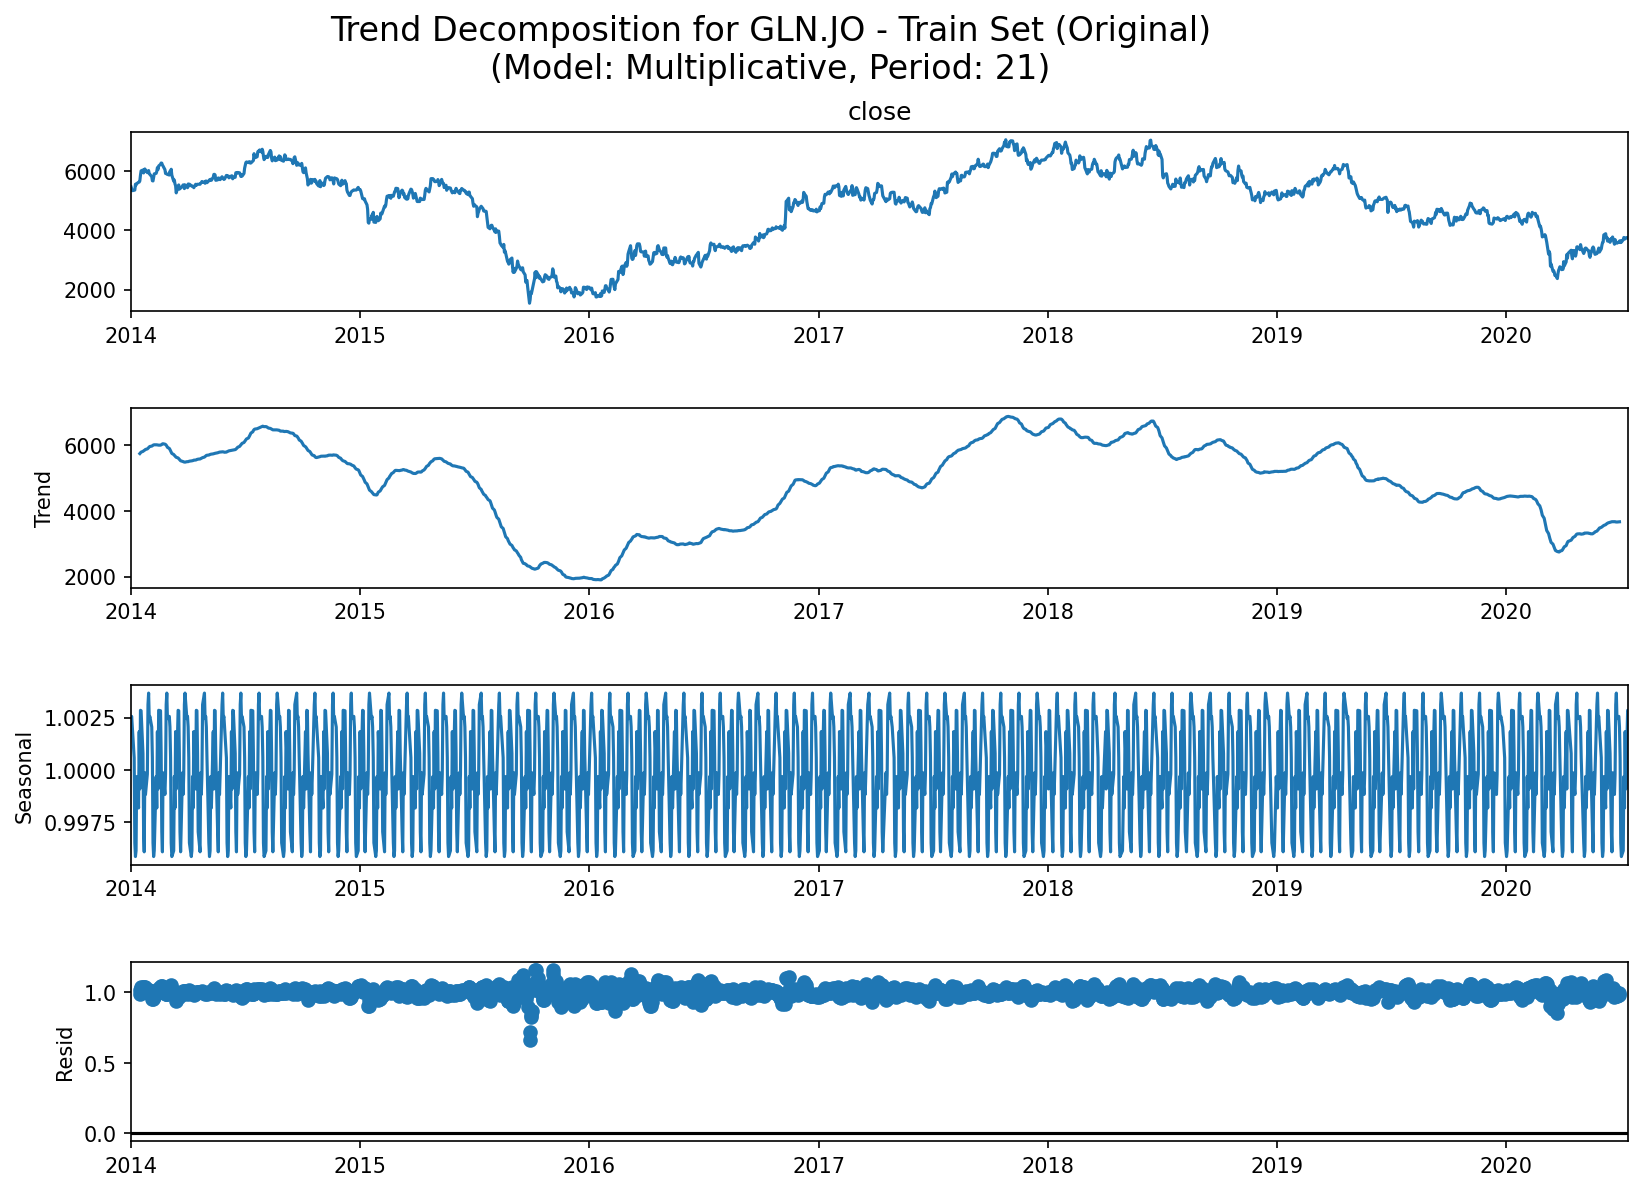 Trend Decomposition for GLN.JO - Train Set (Original)
(Model: Multiplicative, Period: 21)
close
6000
4000
2000
2014 2015 2016 2017 2018 2019 2020
Trend
6000
4000
2000
2014 2015 2016 2017 2018 2019 2020
Seasonal
1.0025
1.0000
0.9975
2014 2015 2016 2017 2018 2019 2020
Resid
1.0
0.5
0.0
2014 2015 2016 2017 2018 2019 2020